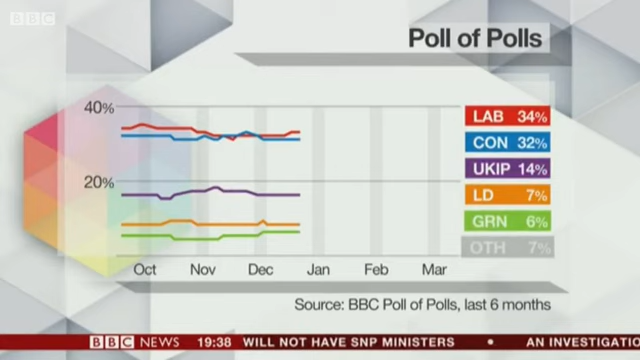 BBC
Poll of Polls
40%
20%
LAB 34%
CON 32%
UKIP 14%
LD 7%
GRN 6%
OTH 7%
Oct Nov Dec Jan Feb Mar
Source: BBC Poll of Polls, last 6 months
BBC NEWS 19:38 WILL NOT HAVE SNP MINISTERS • AN INVESTIGATIO